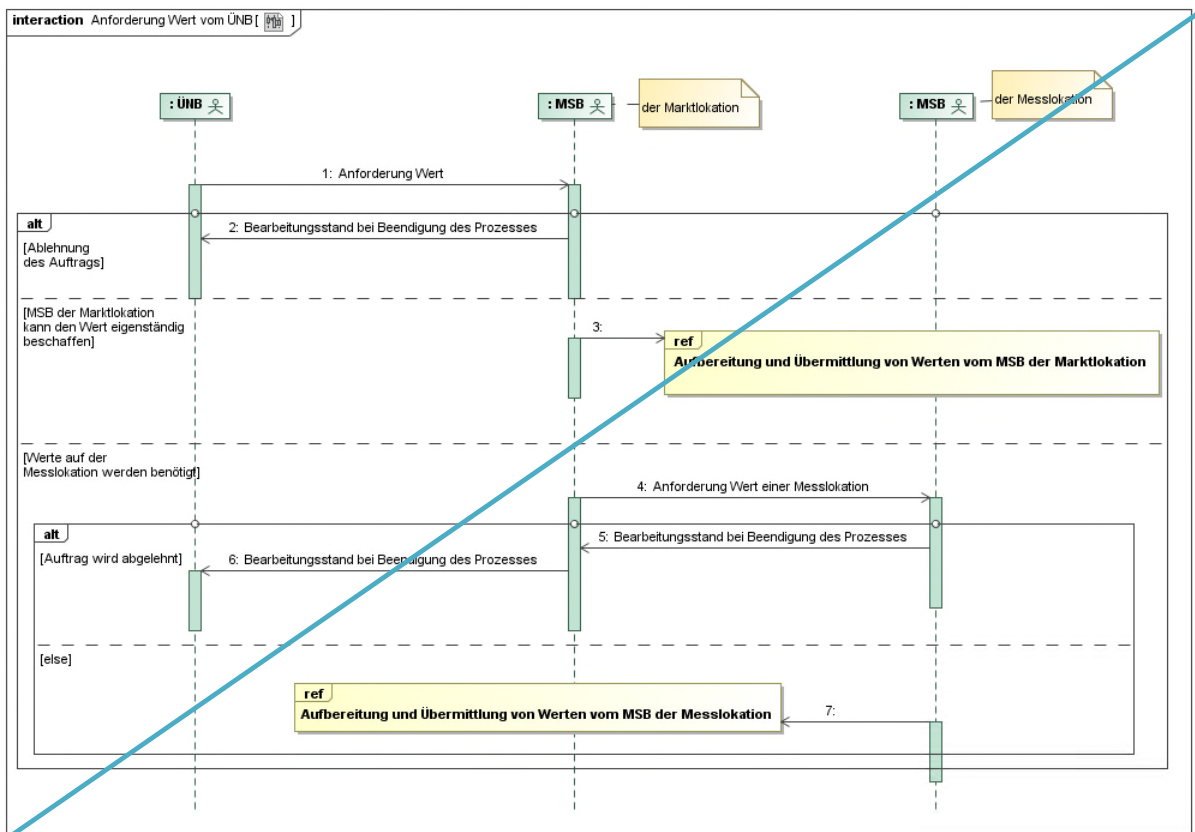 interaction Anforderung Wert vom ÜNB[ ]
: ÜNB
: MSB
der Marktlokation
: MSB
der Messlokation
1: Anforderung Wert
alt
2: Bearbeitungsstand bei Beendigung des Prozesses
[Ablehnung
des Auftrags]
[MSB der Marktlokation
kann den Wert eigenständig
beschaffen]
3:
ref
Aufbereitung und Übermittlung von Werten vom MSB der Marktlokation
[Werte auf der
Messlokation werden benötigt]
4: Anforderung Wert einer Messlokation
alt
5: Bearbeitungsstand bei Beendigung des Prozesses
[Auftrag wird abgelehnt]
6: Bearbeitungsstand bei Beendigung des Prozesses
[else]
ref
Aufbereitung und Übermittlung von Werten vom MSB der Messlokation
7: